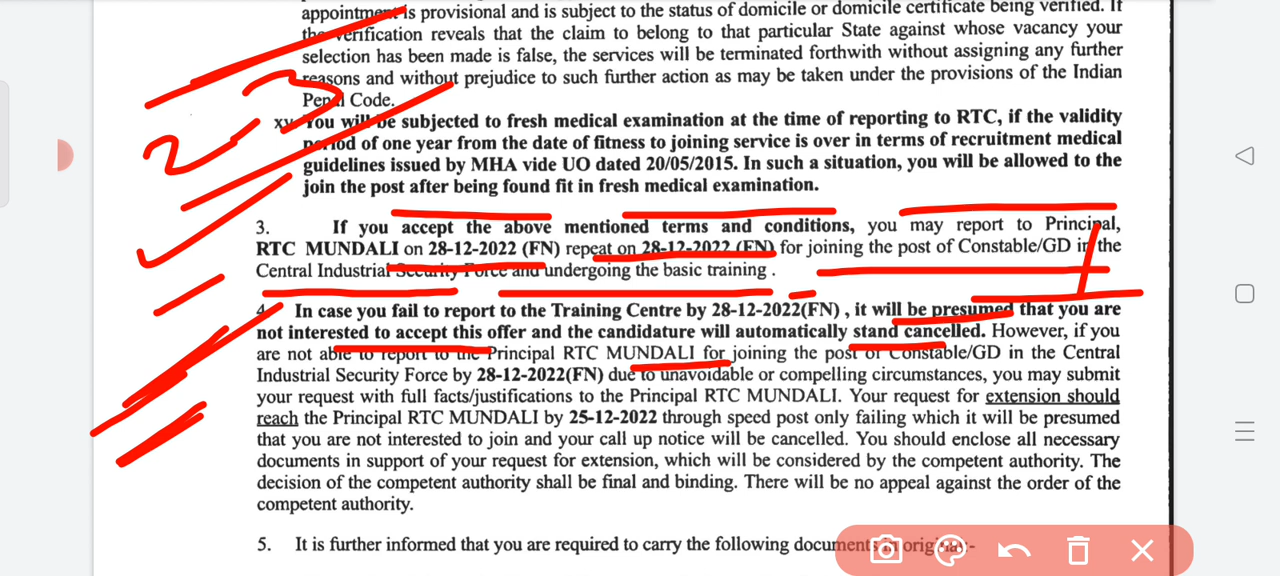 appointment is provisional and is subject to the status of domicile or domicile certificate being verified. If
the verification reveals that the claim to belong to that particular State against whose vacancy your
selection has been made is false, the services will be terminated forthwith without assigning any further
reasons and without prejudice to such further action as may be taken under the provisions of the Indian
Penal Code.
xv. You will be subjected to fresh medical examination at the time of reporting to RTC, if the validity
period of one year from the date of fitness to joining service is over in terms of recruitment medical
guidelines issued by MHA vide UO dated 20/05/2015. In such a situation, you will be allowed to the
join the post after being found fit in fresh medical examination.
3. If you accept the above mentioned terms and conditions, you may report to Principal,
RTC MUNDALI on 28-12-2022 (FN) repeat on 28-12-2022 (FN) for joining the post of Constable/GD in the
Central Industrial Security Force and undergoing the basic training .
4. In case you fail to report to the Training Centre by 28-12-2022(FN) , it will be presumed that you are
not interested to accept this offer and the candidature will automatically stand cancelled. However, if you
are not able to report to the Principal RTC MUNDALI for joining the post of Constable/GD in the Central
Industrial Security Force by 28-12-2022(FN) due to unavoidable or compelling circumstances, you may submit
your request with full facts/justifications to the Principal RTC MUNDALI. Your request for extension should
reach the Principal RTC MUNDALI by 25-12-2022 through speed post only failing which it will be presumed
that you are not interested to join and your call up notice will be cancelled. You should enclose all necessary
documents in support of your request for extension, which will be considered by the competent authority. The
decision of the competent authority shall be final and binding. There will be no appeal against the order of the
competent authority.
5. It is further informed that you are required to carry the following documents in original:-
2-3